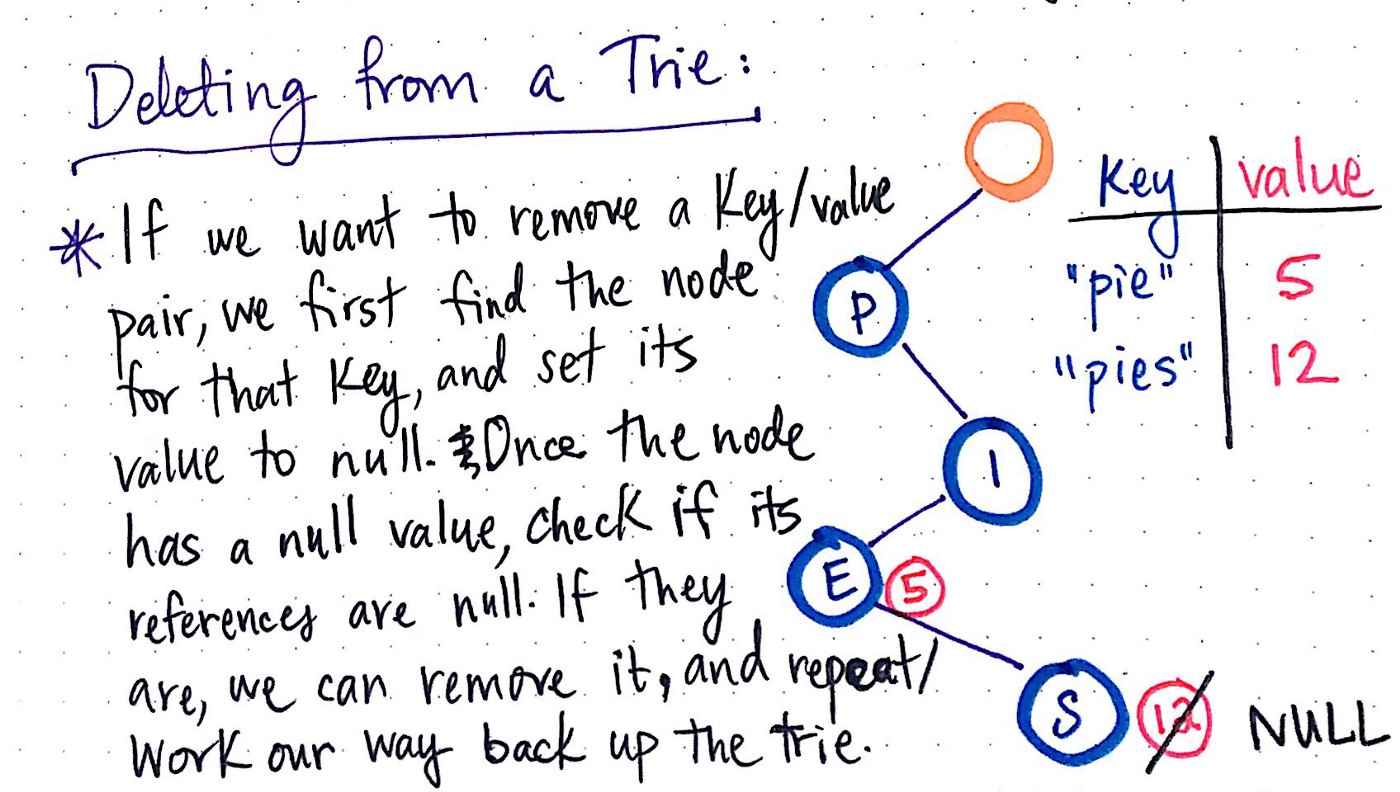 Deleting from a Trie:
* If we want to remove a Key/value
pair, we first find the node
for that Key, and set its
value to null. Once the node
has a null value, check if its
references are null. If they
are, we can remove it, and repeat/
Work our way back up the trie.
Key value
"pie" 5
"pies" 12
P
I
E 5
S 12 NULL